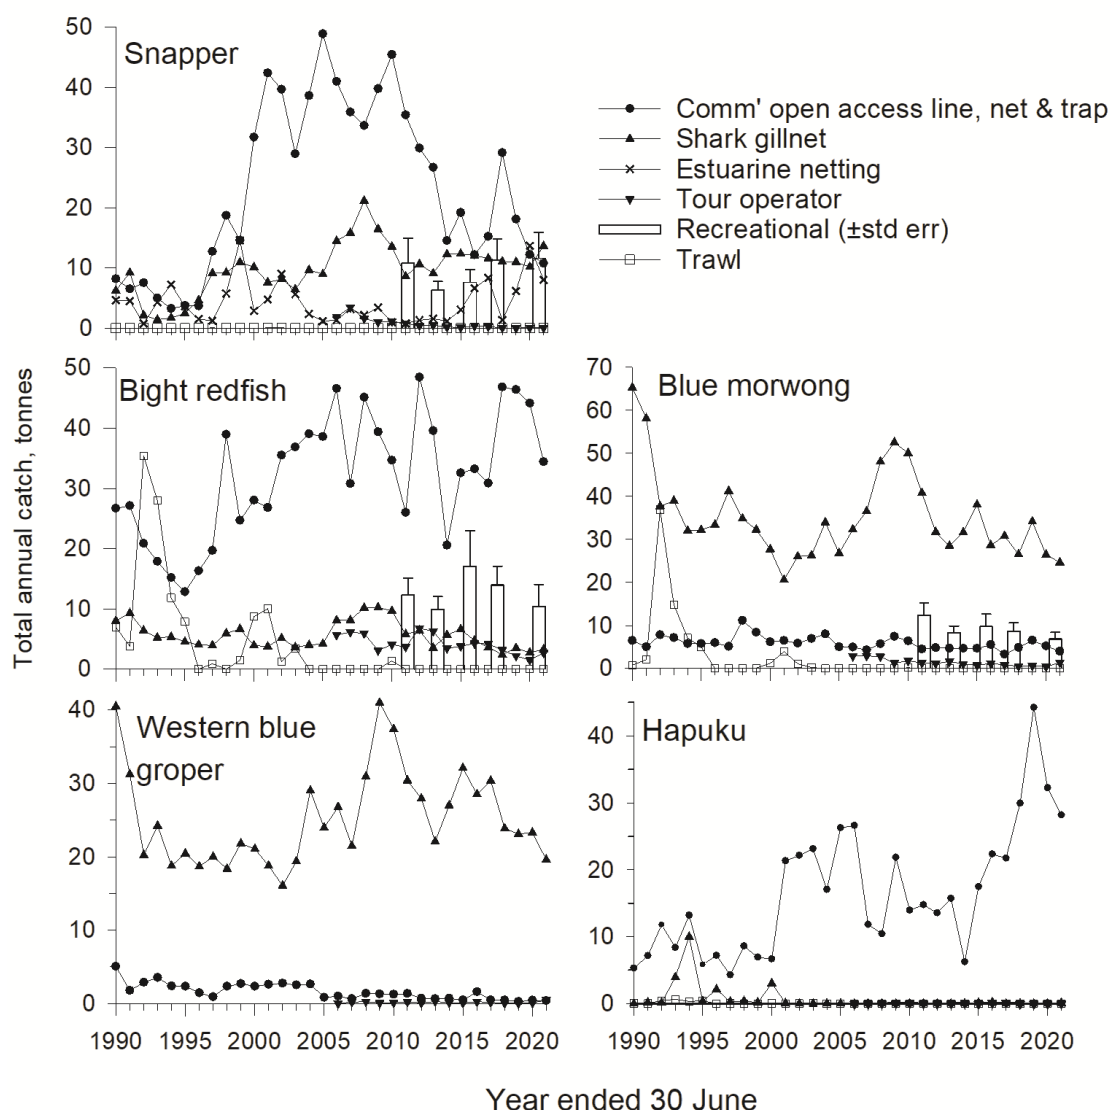 Snapper
50
40
30
20
10
0
Comm' open access line, net & trap
Shark gillnet
Estuarine netting
Tour operator
Recreational (±std err)
Trawl
Total annual catch, tonnes
Bight redfish
50
40
30
20
10
0
Blue morwong
70
60
50
40
30
20
10
0
Western blue
groper
40
30
20
10
0
1990 1995 2000 2005 2010 2015 2020
Hapuku
40
30
20
10
0
1990 1995 2000 2005 2010 2015 2020
Year ended 30 June